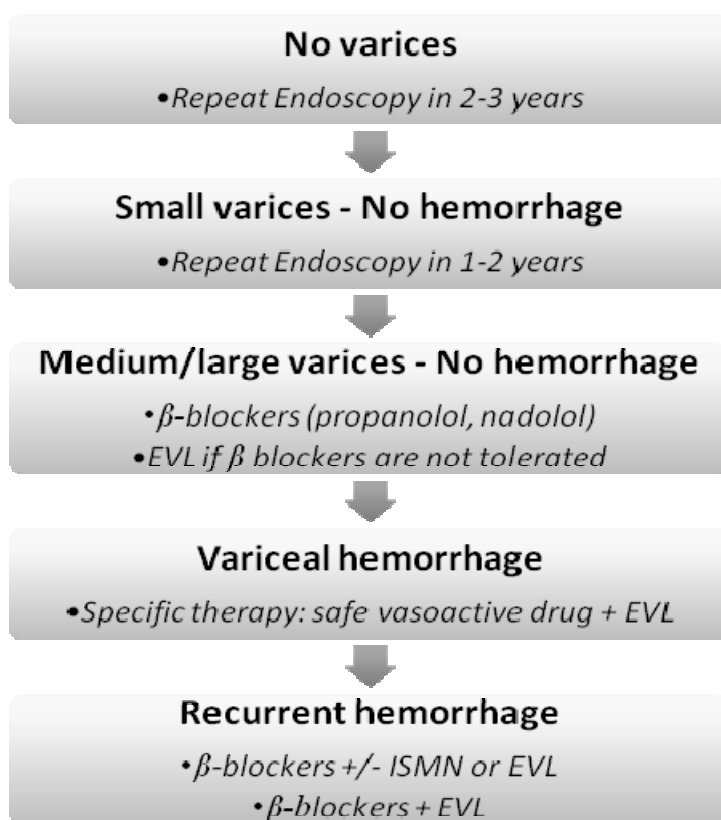 No varices
•Repeat Endoscopy in 2-3 years
Small varices - No hemorrhage
•Repeat Endoscopy in 1-2 years
Medium/large varices - No hemorrhage
•β-blockers (propanolol, nadolol)
•EVL if β blockers are not tolerated
Variceal hemorrhage
•Specific therapy: safe vasoactive drug + EVL
Recurrent hemorrhage
•β-blockers +/- ISMN or EVL
•β-blockers + EVL